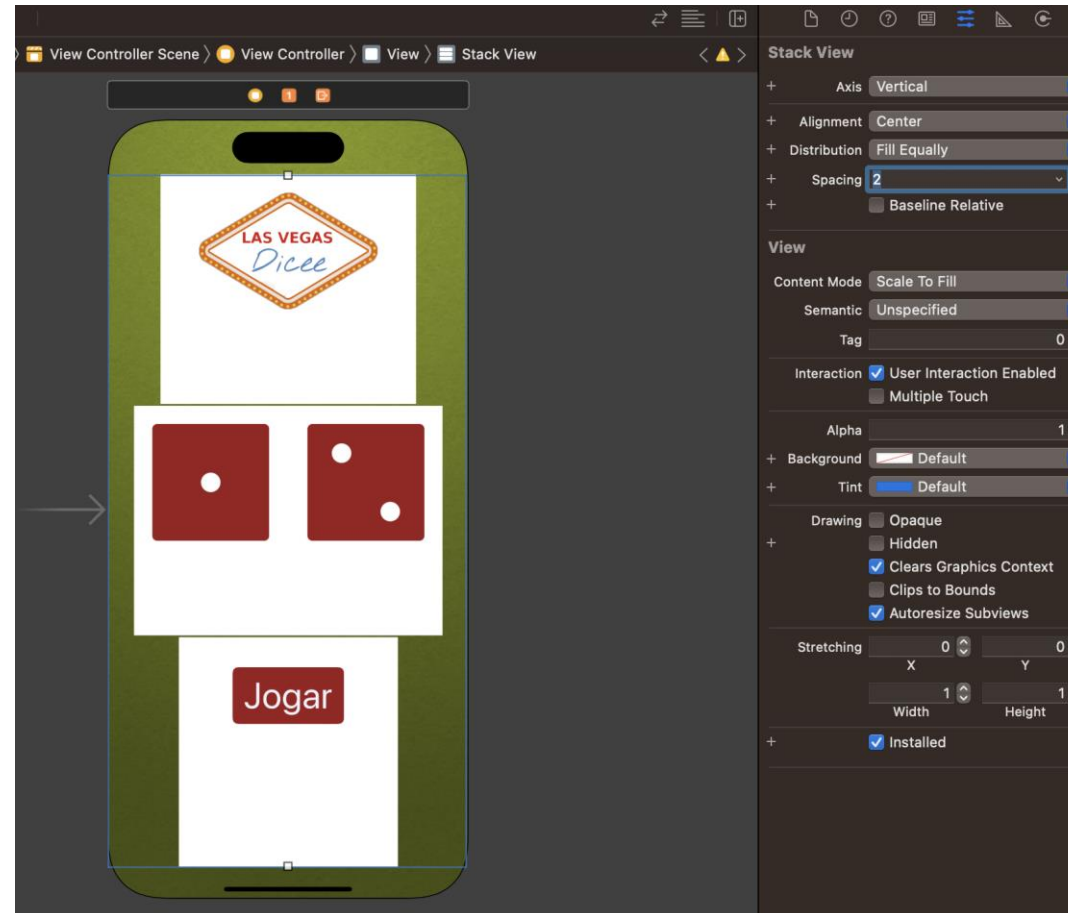 View Controller Scene 〉 View Controller 〉 View 〉 Stack View
1
LAS VEGAS
Dicee
Jogar
Stack View
+ Axis Vertical
+ Alignment Center
+ Distribution Fill Equally
+ Spacing 2
+ Baseline Relative
View
Content Mode Scale To Fill
Semantic Unspecified
Tag 0
Interaction User Interaction Enabled
Multiple Touch
Alpha 1
+ Background Default
+ Tint Default
Drawing Opaque
+ Hidden
Clears Graphics Context
Clips to Bounds
Autoresize Subviews
Stretching 0 0
X Y
1 1
Width Height
+ Installed